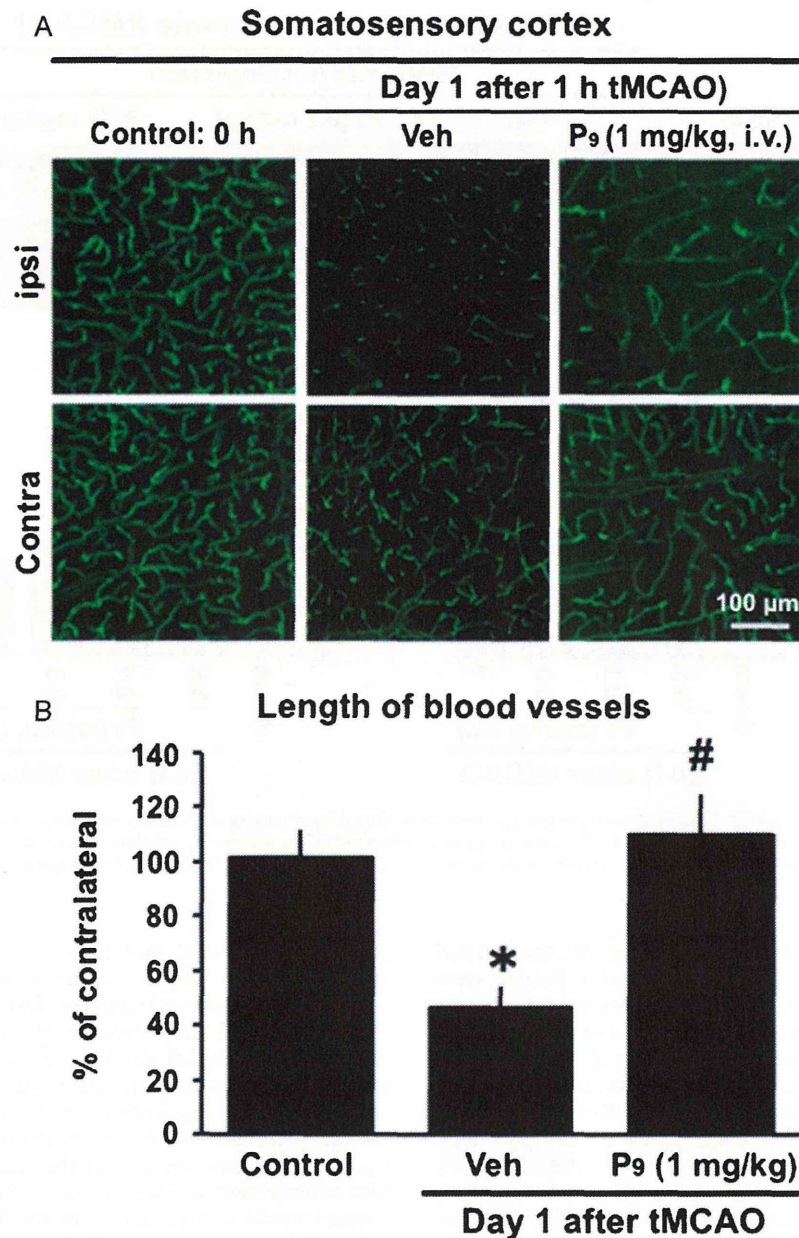 A
Somatosensory cortex
Day 1 after 1 h tMCAO)
Control: 0 h
Veh
P₉ (1 mg/kg, i.v.)
ipsi
Contra
100 µm
B
Length of blood vessels
% of contralateral
140
120
100
80
60
40
20
0
*
#
Control
Veh
P₉ (1 mg/kg)
Day 1 after tMCAO